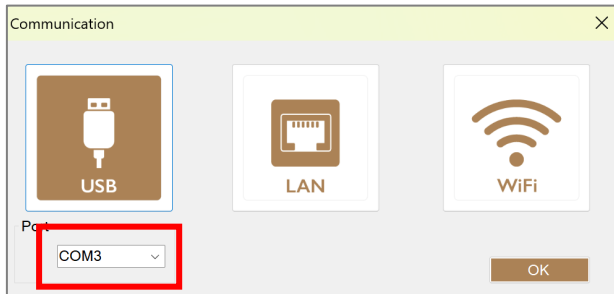 Communication
USB
LAN
WiFi
Port
COM3
OK